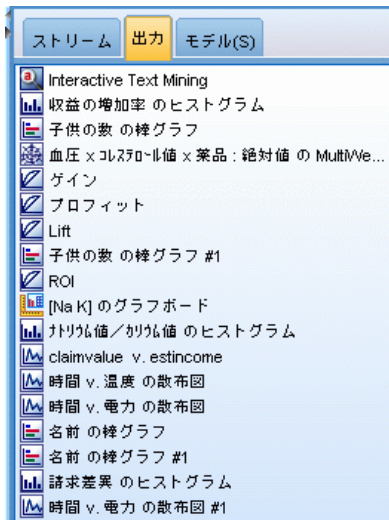 ストリーム 出力 モデル(S)
Interactive Text Mining
収益の増加率 のヒストグラム
子供の数 の棒グラフ
血圧 x ｺﾚｽﾃﾛｰﾙ値 x 薬品 : 絶対値 の MultiWe...
ゲイン
プロフィット
Lift
子供の数 の棒グラフ #1
ROI
[Na K] のグラフボード
ﾅﾄﾘｳﾑ値／ｶﾘｳﾑ値 のヒストグラム
claimvalue v. estincome
時間 v. 温度 の散布図
時間 v. 電力 の散布図
名前 の棒グラフ
名前 の棒グラフ #1
請求差異 のヒストグラム
時間 v. 電力 の散布図 #1